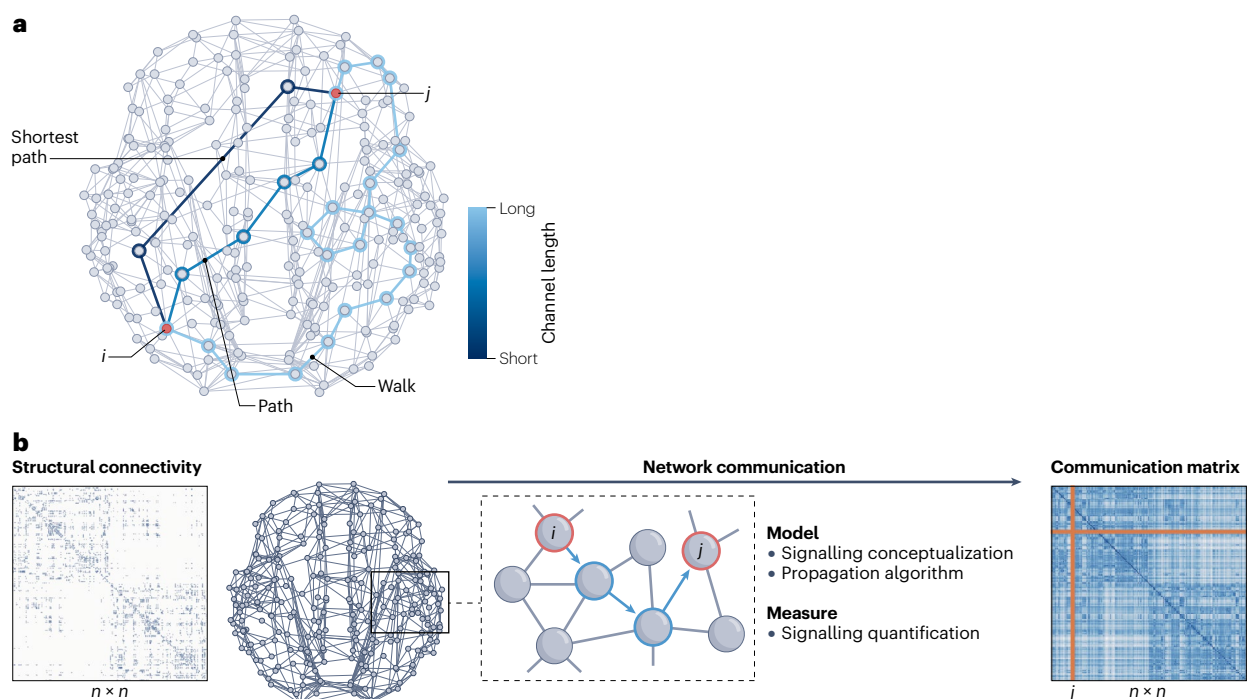 a
j
Shortest
path
Long
Channel length
Short
i
Walk
Path
b
Structural connectivity
Network communication
Communication matrix
i
j
Model
• Signalling conceptualization
• Propagation algorithm
Measure
• Signalling quantification
n × n
j
n × n